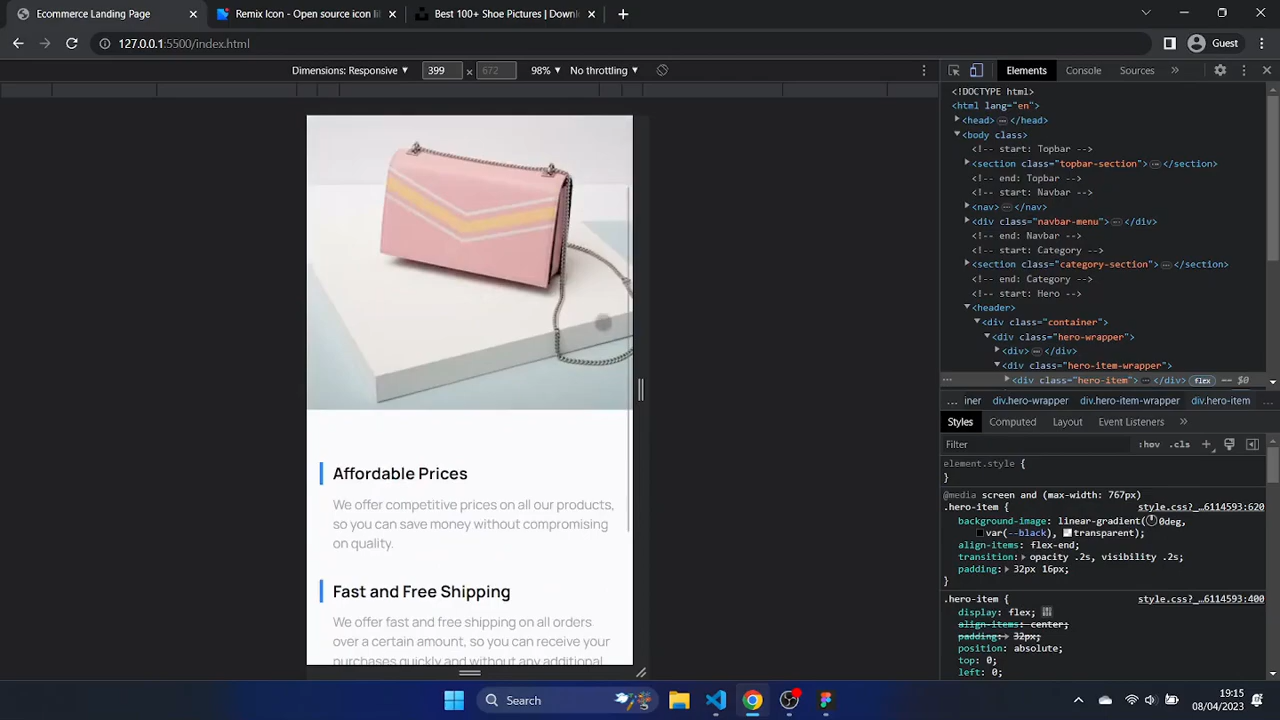 Ecommerce Landing Page
Remix Icon - Open source icon lil
Best 100+ Shoe Pictures | Downl
127.0.0.1:5500/index.html
Guest
Dimensions: Responsive
399
×
672
98%
No throttling
Elements
Console
Sources
<!DOCTYPE html>
<html lang="en">
<head> … </head>
<body class>
<!-- start: Topbar -->
<section class="topbar-section"> … </section>
<!-- end: Topbar -->
<!-- start: Navbar -->
<nav> … </nav>
<div class="navbar-menu"> … </div>
<!-- end: Navbar -->
<!-- start: Category -->
<section class="category-section"> … </section>
<!-- end: Category -->
<!-- start: Hero -->
<header>
<div class="container">
<div class="hero-wrapper">
<div> … </div>
<div class="hero-item-wrapper">
… <div class="hero-item"> … </div> flex == $0
… iner div.hero-wrapper div.hero-item-wrapper div.hero-item …
Styles
Computed
Layout
Event Listeners
Filter
:hov .cls
element.style {
}
@media screen and (max-width: 767px)
.hero-item { style.css?_…6114593:620
background-image: linear-gradient( 0deg,
var(--black), transparent);
align-items: flex-end;
transition: opacity .2s, visibility .2s;
padding: 32px 16px;
}
.hero-item { style.css?_…6114593:400
display: flex;
align-items: center;
padding: 32px;
position: absolute;
top: 0;
left: 0;
Affordable Prices
We offer competitive prices on all our products,
so you can save money without compromising
on quality.
Fast and Free Shipping
We offer fast and free shipping on all orders
over a certain amount, so you can receive your
purchases quickly and without any additional
Search
19:15
08/04/2023